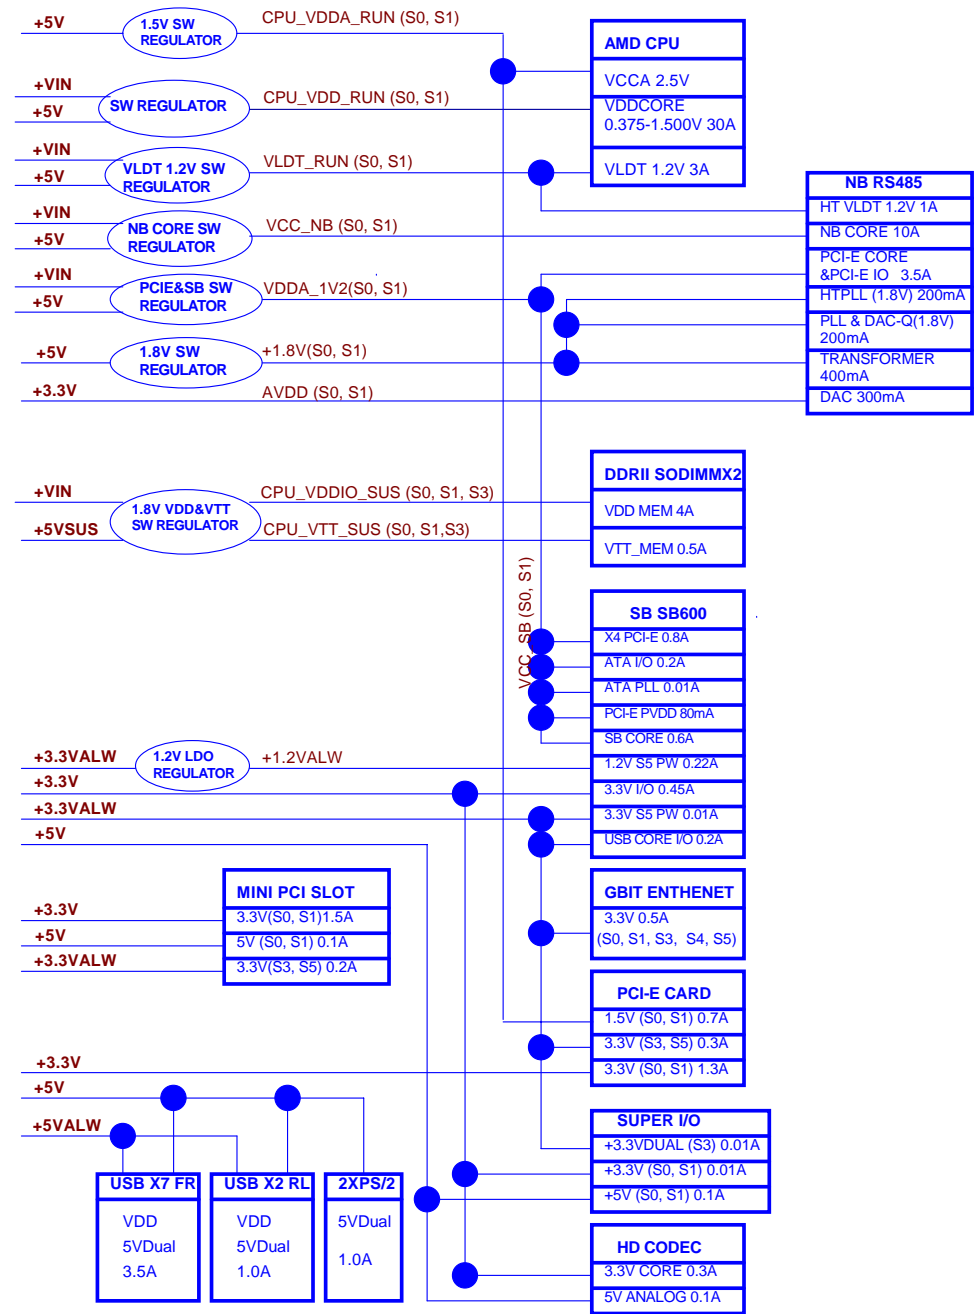 +5V
1.5V SW
REGULATOR
CPU_VDDA_RUN (S0, S1)
AMD CPU
VCCA 2.5V
VDDCORE
0.375-1.500V 30A
VLDT 1.2V 3A
+VIN
+5V
SW REGULATOR
CPU_VDD_RUN (S0, S1)
+VIN
+5V
VLDT 1.2V SW
REGULATOR
VLDT_RUN (S0, S1)
+VIN
+5V
NB CORE SW
REGULATOR
VCC_NB (S0, S1)
+VIN
+5V
PCIE&SB SW
REGULATOR
VDDA_1V2(S0, S1)
+5V
1.8V SW
REGULATOR
+1.8V(S0, S1)
+3.3V
AVDD (S0, S1)
NB RS485
HT VLDT 1.2V 1A
NB CORE 10A
PCI-E CORE
&PCI-E IO 3.5A
HTPLL (1.8V) 200mA
PLL & DAC-Q(1.8V)
200mA
TRANSFORMER
400mA
DAC 300mA
+VIN
+5VSUS
1.8V VDD&VTT
SW REGULATOR
CPU_VDDIO_SUS (S0, S1, S3)
CPU_VTT_SUS (S0, S1,S3)
DDRII SODIMMX2
VDD MEM 4A
VTT_MEM 0.5A
VCC_SB (S0, S1)
SB SB600
X4 PCI-E 0.8A
ATA I/O 0.2A
ATA PLL 0.01A
PCI-E PVDD 80mA
SB CORE 0.6A
1.2V S5 PW 0.22A
3.3V I/O 0.45A
3.3V S5 PW 0.01A
USB CORE I/O 0.2A
+3.3VALW
1.2V LDO
REGULATOR
+1.2VALW
+3.3V
+3.3VALW
+5V
MINI PCI SLOT
3.3V(S0, S1)1.5A
5V (S0, S1) 0.1A
3.3V(S3, S5) 0.2A
+3.3V
+5V
+3.3VALW
GBIT ENTHENET
3.3V 0.5A
(S0, S1, S3, S4, S5)
PCI-E CARD
1.5V (S0, S1) 0.7A
3.3V (S3, S5) 0.3A
3.3V (S0, S1) 1.3A
+3.3V
+5V
+5VALW
USB X7 FR
VDD
5VDual
3.5A
USB X2 RL
VDD
5VDual
1.0A
2XPS/2
5VDual
1.0A
SUPER I/O
+3.3VDUAL (S3) 0.01A
+3.3V (S0, S1) 0.01A
+5V (S0, S1) 0.1A
HD CODEC
3.3V CORE 0.3A
5V ANALOG 0.1A